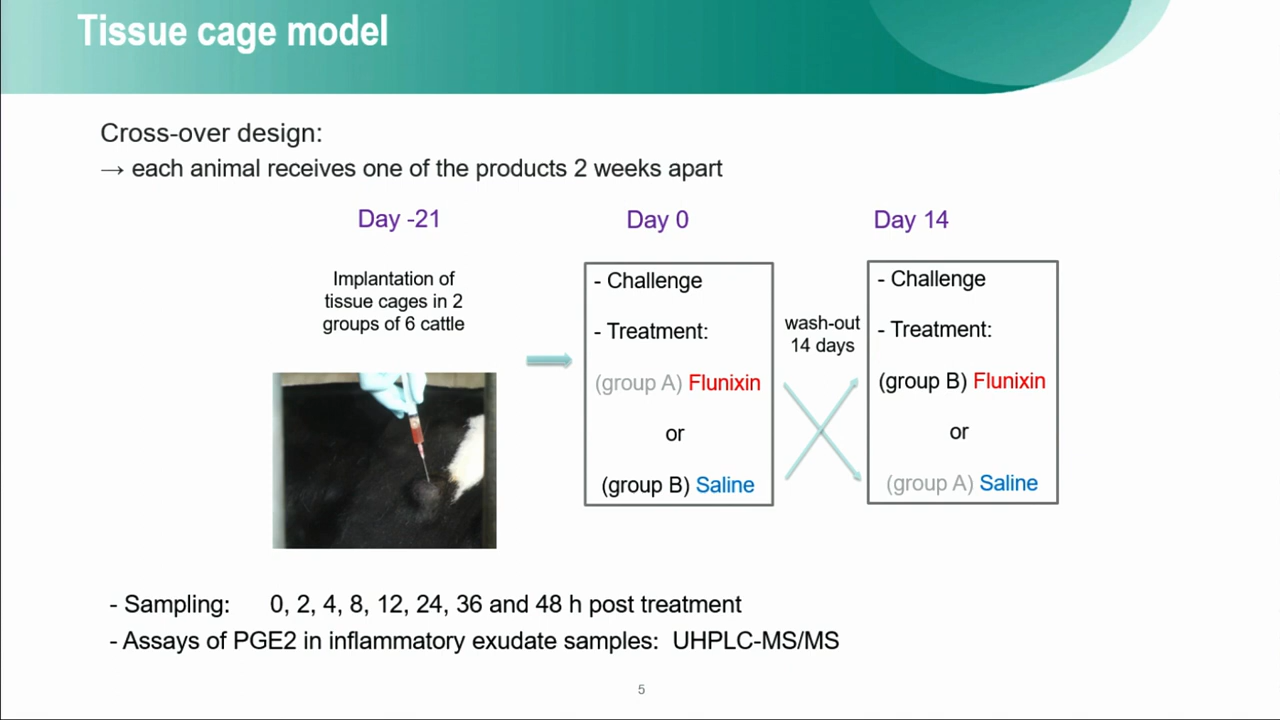 Tissue cage model
Cross-over design:
→ each animal receives one of the products 2 weeks apart
Day -21
Implantation of
tissue cages in 2
groups of 6 cattle
Day 0
- Challenge
- Treatment:
(group A) Flunixin
or
(group B) Saline
wash-out
14 days
Day 14
- Challenge
- Treatment:
(group B) Flunixin
or
(group A) Saline
- Sampling: 0, 2, 4, 8, 12, 24, 36 and 48 h post treatment
- Assays of PGE2 in inflammatory exudate samples: UHPLC-MS/MS
5